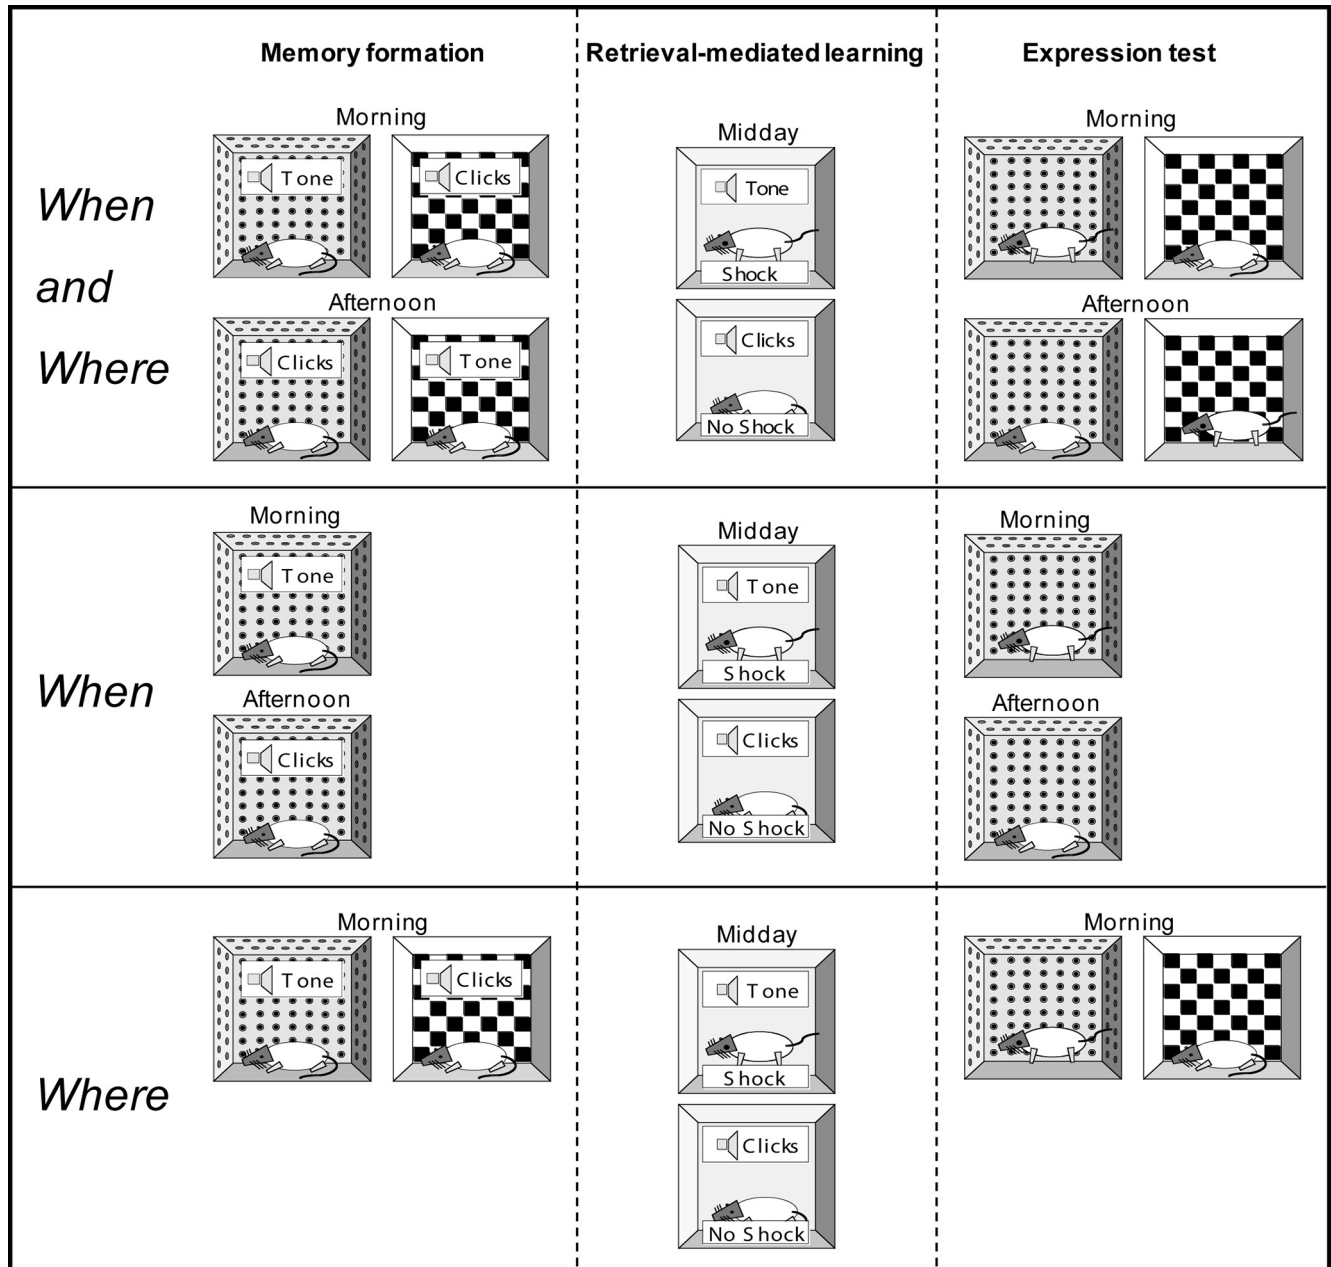 Memory formation
Retrieval-mediated learning
Expression test
When
and
Where
Morning
Tone
Clicks
Afternoon
Clicks
Tone
Midday
Tone
Shock
Clicks
No Shock
Morning
Afternoon
When
Morning
Tone
Afternoon
Clicks
Midday
Tone
Shock
Clicks
No Shock
Morning
Afternoon
Where
Morning
Tone
Clicks
Midday
Tone
Shock
Clicks
No Shock
Morning